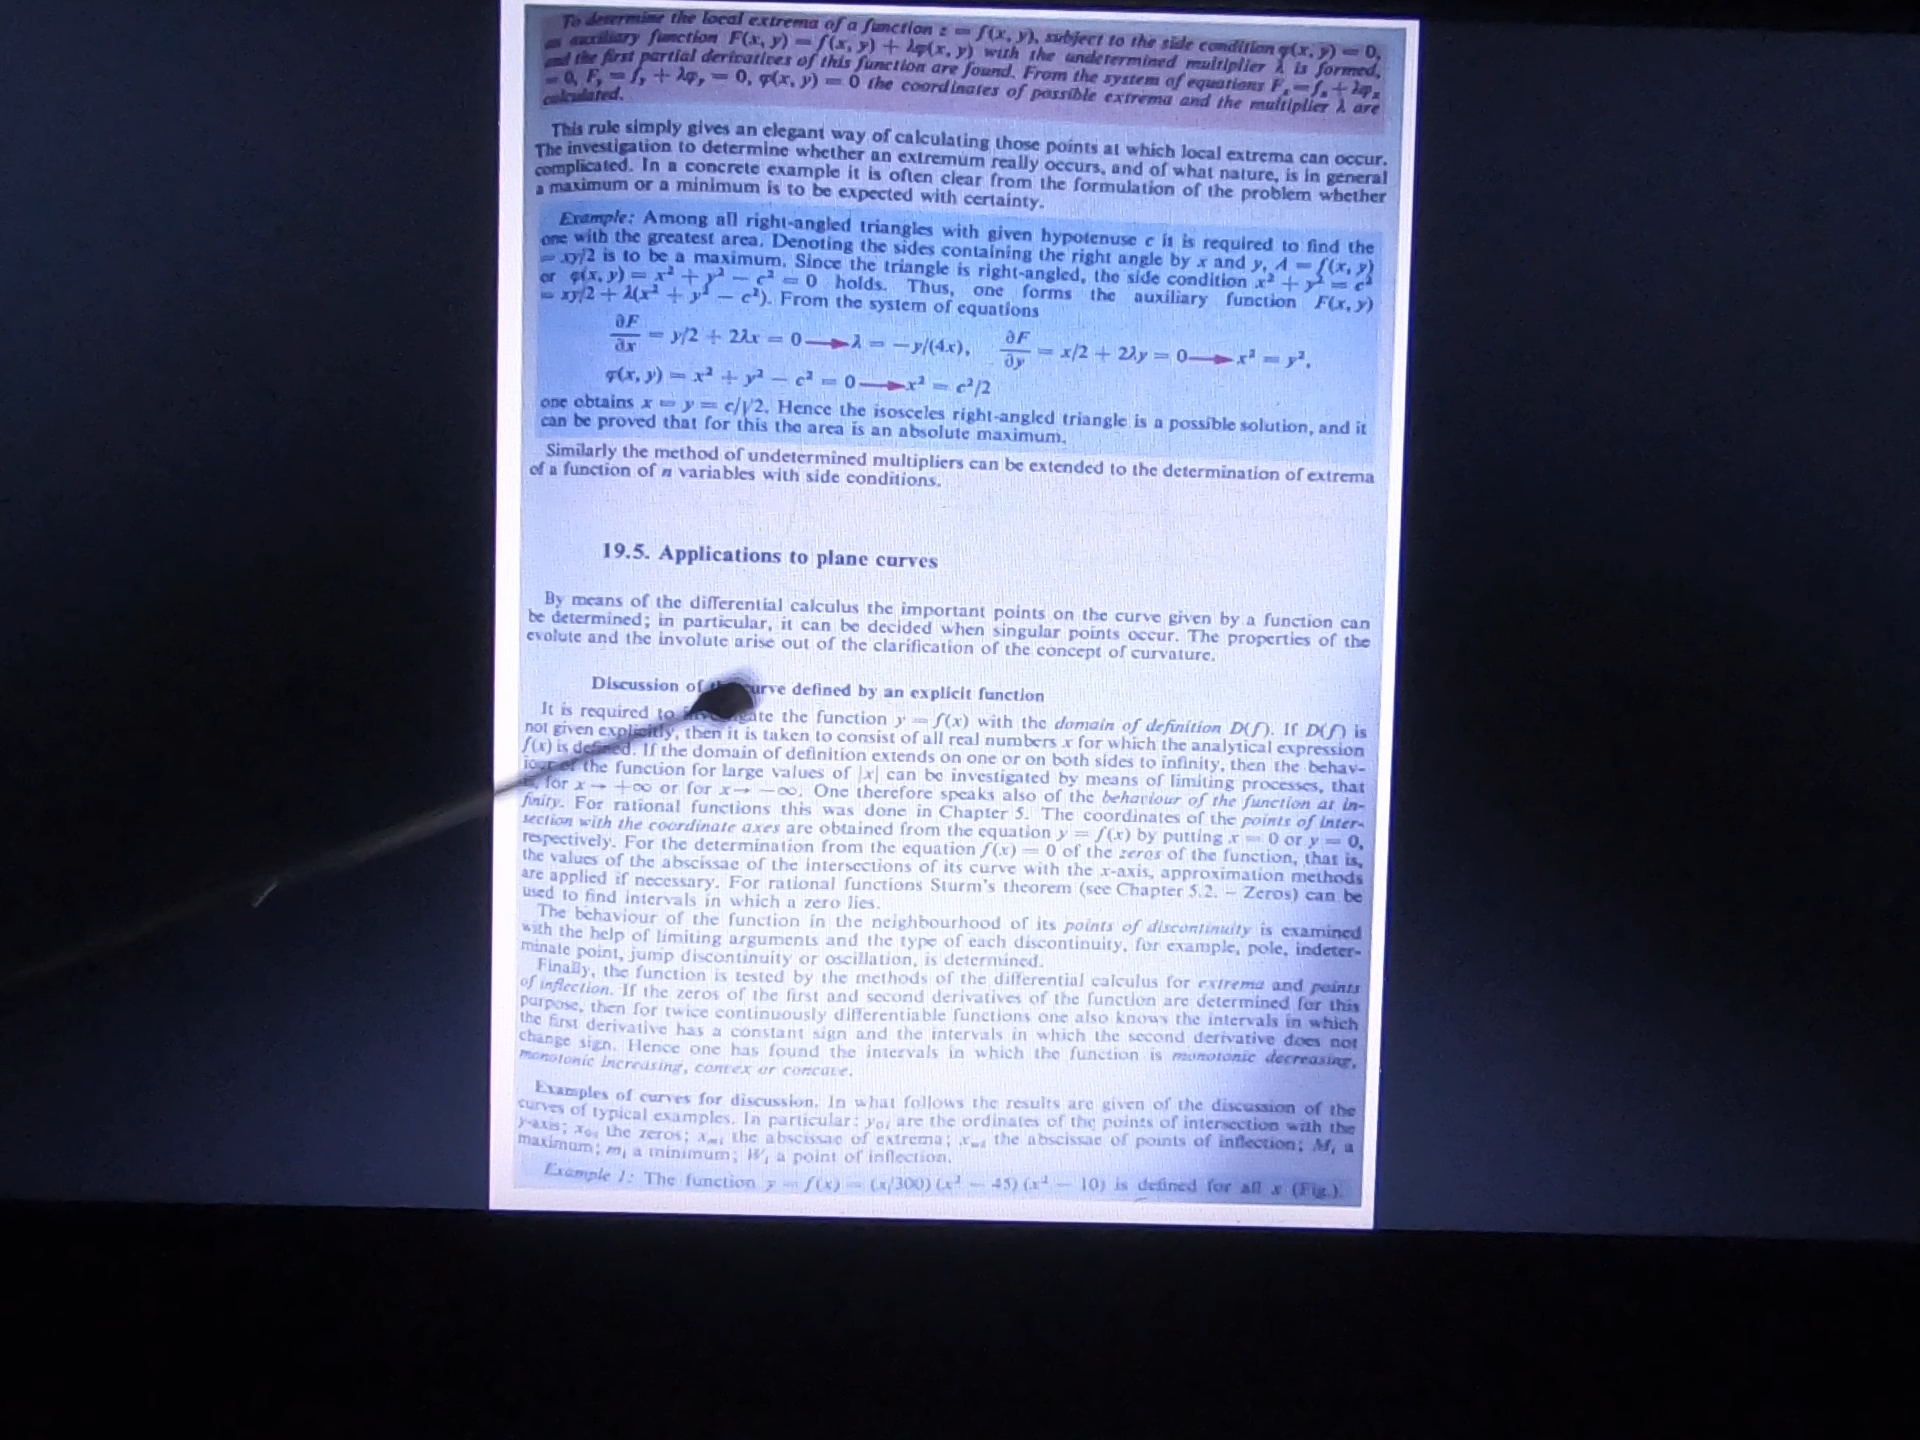 To determine the local extrema of a function z = f(x, y), subject to the side condition φ(x, y) = 0,
an auxiliary function F(x, y) = f(x, y) + λφ(x, y) with the undetermined multiplier λ is formed,
and the first partial derivatives of this function are found. From the system of equations Fₓ = fₓ + λφₓ
= 0, Fᵧ = fᵧ + λφᵧ = 0, φ(x, y) = 0 the coordinates of possible extrema and the multiplier λ are
calculated.
This rule simply gives an elegant way of calculating those points at which local extrema can occur.
The investigation to determine whether an extremum really occurs, and of what nature, is in general
complicated. In a concrete example it is often clear from the formulation of the problem whether
a maximum or a minimum is to be expected with certainty.
Example: Among all right-angled triangles with given hypotenuse c it is required to find the
one with the greatest area. Denoting the sides containing the right angle by x and y, A = f(x, y)
= xy/2 is to be a maximum. Since the triangle is right-angled, the side condition x² + y² = c²
or φ(x, y) = x² + y² − c² = 0 holds. Thus, one forms the auxiliary function F(x, y)
= xy/2 + λ(x² + y² − c²). From the system of equations
∂F/∂x = y/2 + 2λx = 0 → λ = −y/(4x), ∂F/∂y = x/2 + 2λy = 0 → x² = y²,
φ(x, y) = x² + y² − c² = 0 → x² = c²/2
one obtains x = y = c/√2. Hence the isosceles right-angled triangle is a possible solution, and it
can be proved that for this the area is an absolute maximum.
Similarly the method of undetermined multipliers can be extended to the determination of extrema
of a function of n variables with side conditions.
19.5. Applications to plane curves
By means of the differential calculus the important points on the curve given by a function can
be determined; in particular, it can be decided when singular points occur. The properties of the
evolute and the involute arise out of the clarification of the concept of curvature.
Discussion of the curve defined by an explicit function
It is required to investigate the function y = f(x) with the domain of definition D(f). If D(f) is
not given explicitly, then it is taken to consist of all real numbers x for which the analytical expression
f(x) is defined. If the domain of definition extends on one or on both sides to infinity, then the behav-
iour of the function for large values of |x| can be investigated by means of limiting processes, that
is, for x → +∞ or for x → −∞. One therefore speaks also of the behaviour of the function at in-
finity. For rational functions this was done in Chapter 5. The coordinates of the points of inter-
section with the coordinate axes are obtained from the equation y = f(x) by putting x = 0 or y = 0,
respectively. For the determination from the equation f(x) = 0 of the zeros of the function, that is,
the values of the abscissae of the intersections of its curve with the x-axis, approximation methods
are applied if necessary. For rational functions Sturm's theorem (see Chapter 5.2. – Zeros) can be
used to find intervals in which a zero lies.
The behaviour of the function in the neighbourhood of its points of discontinuity is examined
with the help of limiting arguments and the type of each discontinuity, for example, pole, indeter-
minate point, jump discontinuity or oscillation, is determined.
Finally, the function is tested by the methods of the differential calculus for extrema and points
of inflection. If the zeros of the first and second derivatives of the function are determined for this
purpose, then for twice continuously differentiable functions one also knows the intervals in which
the first derivative has a constant sign and the intervals in which the second derivative does not
change sign. Hence one has found the intervals in which the function is monotonic decreasing,
monotonic increasing, convex or concave.
Examples of curves for discussion. In what follows the results are given of the discussion of the
curves of typical examples. In particular: y₀ᵢ are the ordinates of the points of intersection with the
y-axis; x₀ᵢ the zeros; xₘᵢ the abscissae of extrema; x_wi the abscissae of points of inflection; Mᵢ a
maximum; mᵢ a minimum; Wᵢ a point of inflection.
Example 1: The function y = f(x) = (x/300) (x² − 45) (x² − 10) is defined for all x (Fig.).